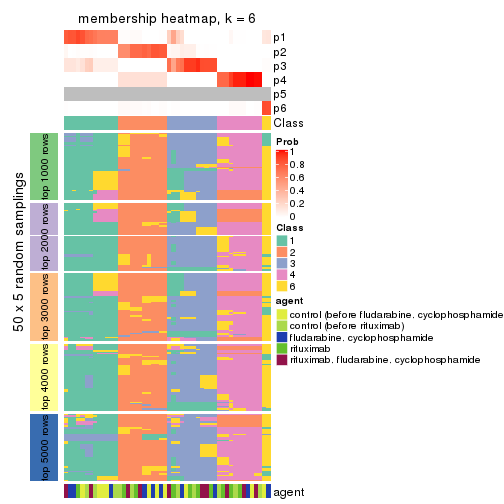 membership heatmap, k = 6
p1
p2
p3
p4
p5
p6
Class
50 x 5 random samplings
top 1000 rows
top 2000 rows
top 3000 rows
top 4000 rows
top 5000 rows
Prob
1
0.8
0.6
0.4
0.2
0
Class
1
2
3
4
6
agent
control (before fludarabine. cyclophosphamide
control (before rituximab)
fludarabine. cyclophosphamide
rituximab
rituximab. fludarabine. cyclophosphamide
agent